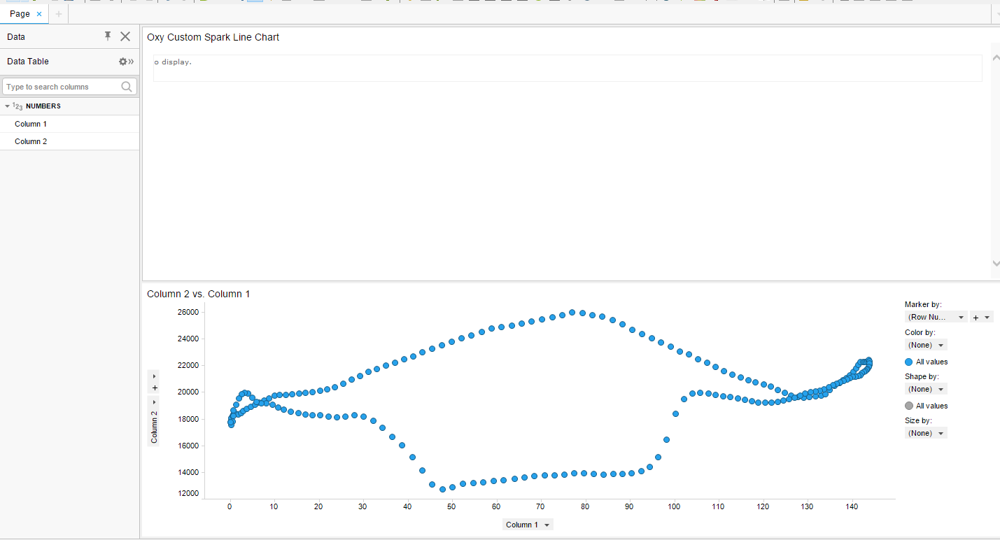 Page ×
+
Data
Data Table
Type to search columns
123 NUMBERS
Column 1
Column 2
Oxy Custom Spark Line Chart
o display.
Column 2 vs. Column 1
26000
24000
22000
20000
18000
16000
14000
12000
+
Column 2
0 10 20 30 40 50 60 70 80 90 100 110 120 130 140
Column 1
Marker by:
(Row Nu... +
Color by:
(None)
All values
Shape by:
(None)
All values
Size by:
(None)